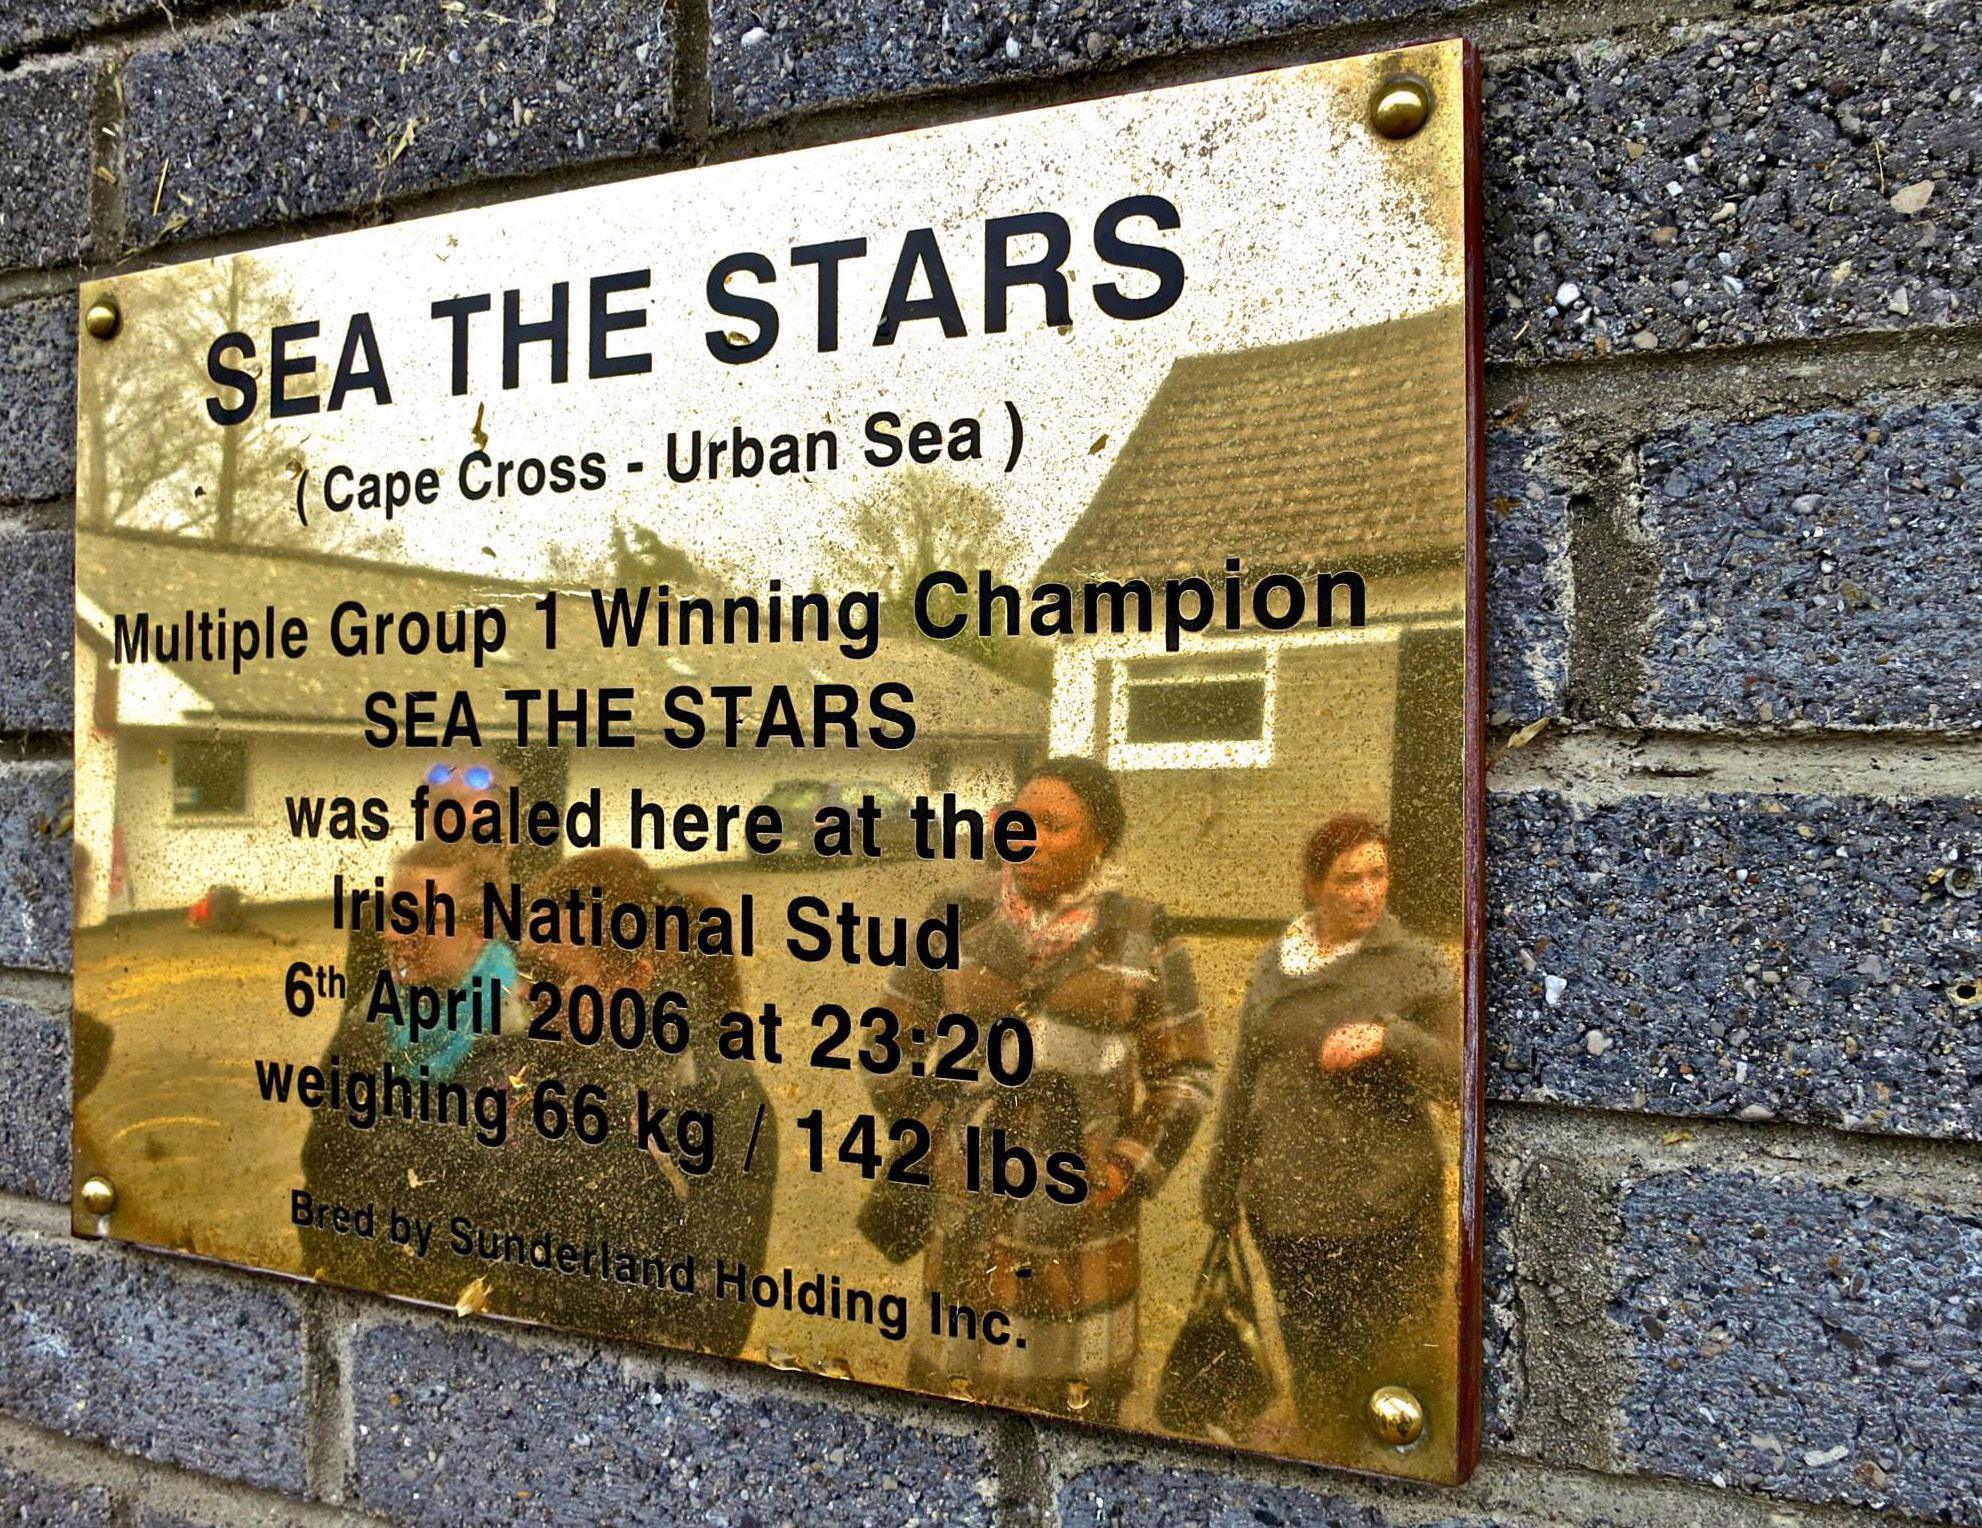 SEA THE STARS
( Cape Cross - Urban Sea )
Multiple Group 1 Winning Champion
SEA THE STARS
was foaled here at the
Irish National Stud
6th April 2006 at 23:20
weighing 66 kg / 142 lbs
Bred by Sunderland Holding Inc.